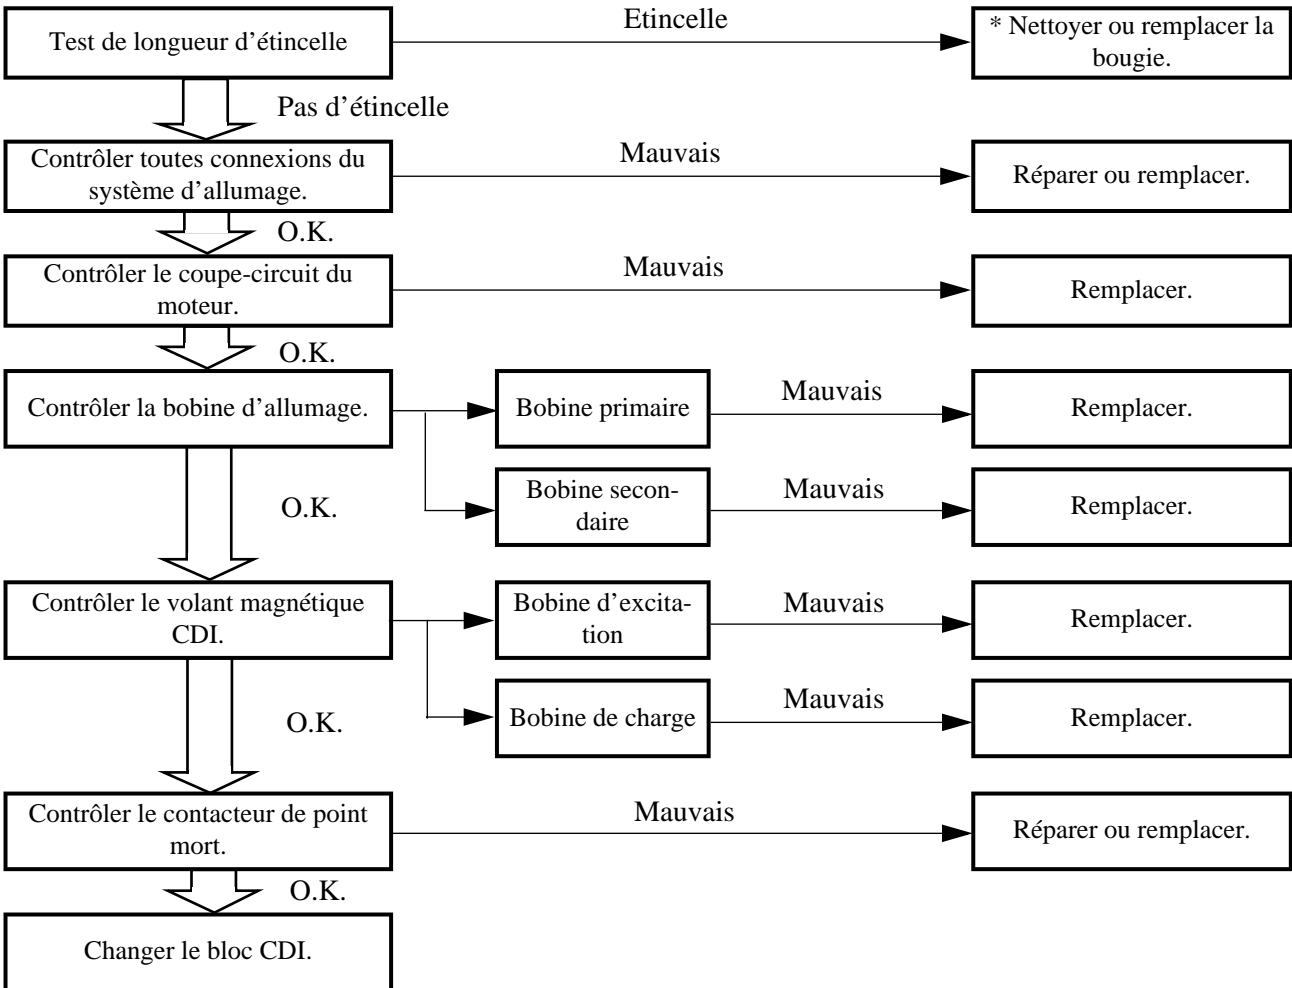 Test de longueur d’étincelle
Etincelle
* Nettoyer ou remplacer la
bougie.
Pas d’étincelle
Contrôler toutes connexions du
système d’allumage.
Mauvais
Réparer ou remplacer.
O.K.
Contrôler le coupe-circuit du
moteur.
Mauvais
Remplacer.
O.K.
Contrôler la bobine d’allumage.
Bobine primaire
Mauvais
Remplacer.
Bobine secon-
daire
Mauvais
Remplacer.
O.K.
Contrôler le volant magnétique
CDI.
Bobine d’excita-
tion
Mauvais
Remplacer.
Bobine de charge
Mauvais
Remplacer.
O.K.
Contrôler le contacteur de point
mort.
Mauvais
Réparer ou remplacer.
O.K.
Changer le bloc CDI.